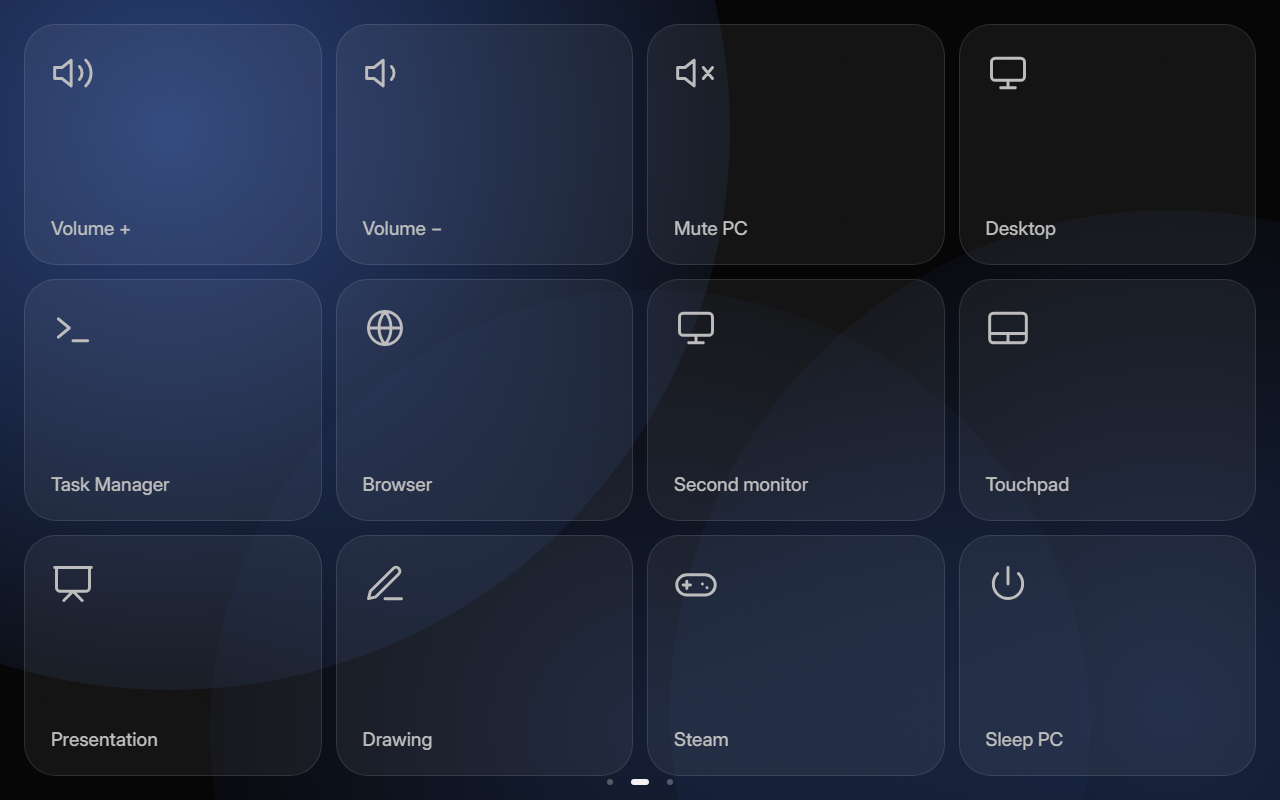 Volume +
Volume −
Mute PC
Desktop
Task Manager
Browser
Second monitor
Touchpad
Presentation
Drawing
Steam
Sleep PC